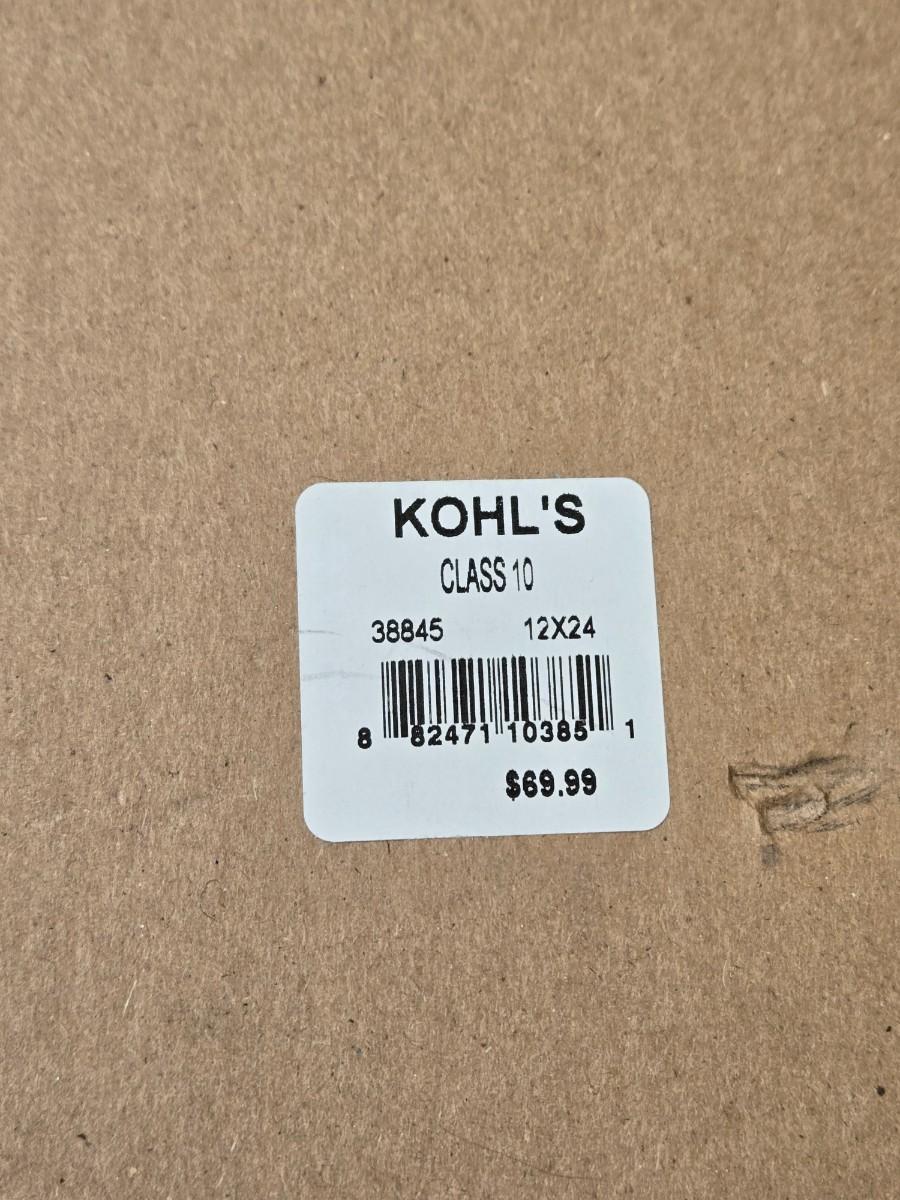 KOHL'S
CLASS 10
38845 12X24
8 82471 10385 1
$69.99